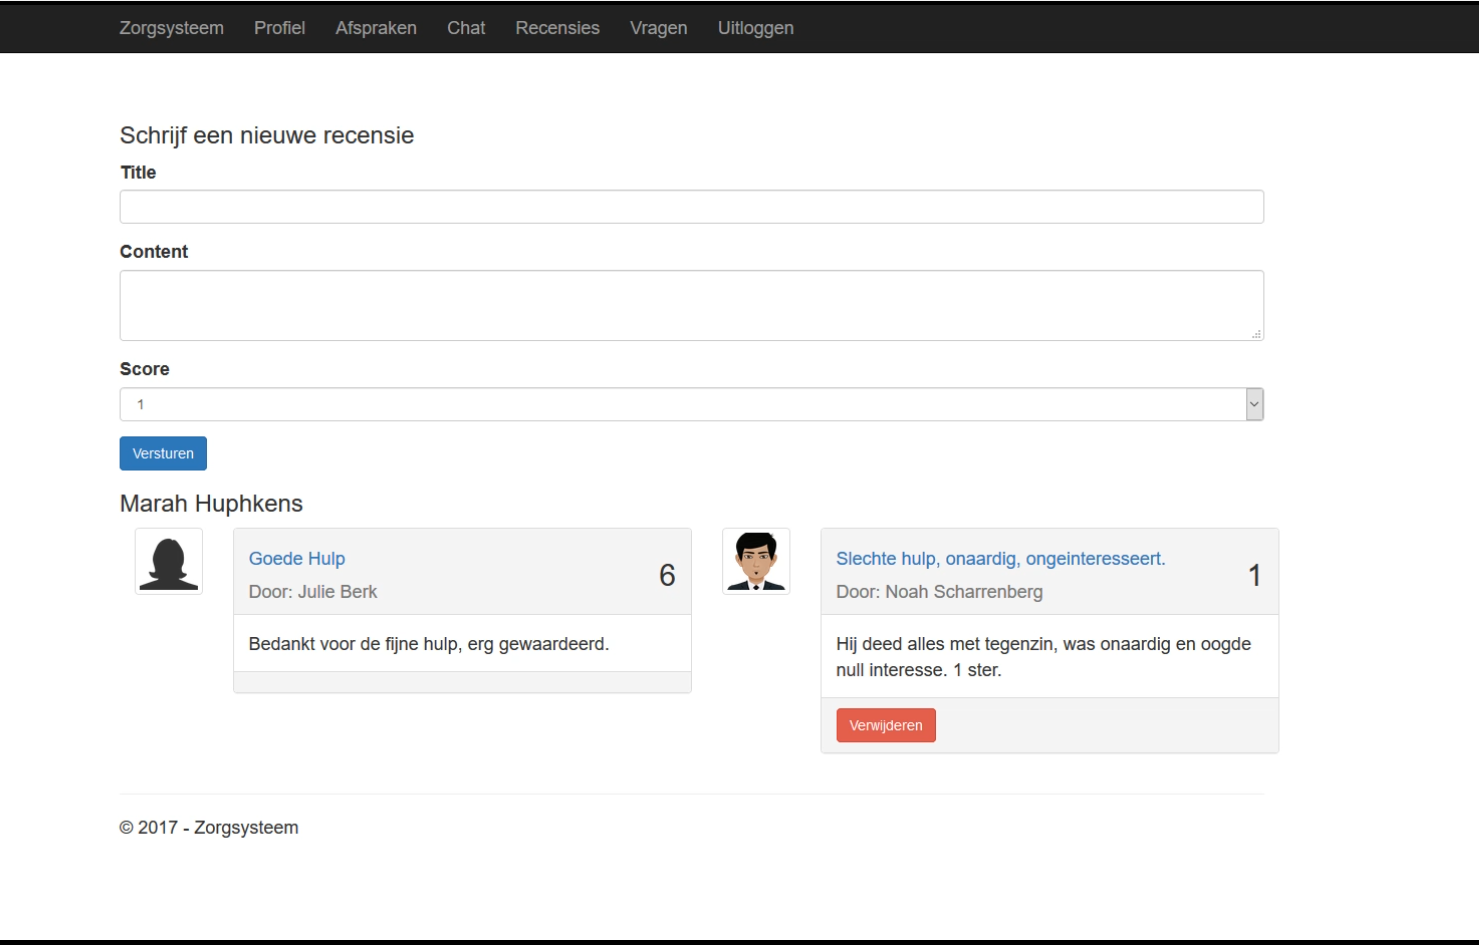 Zorgsysteem Profiel Afspraken Chat Recensies Vragen Uitloggen
Schrijf een nieuwe recensie
Title
Content
Score
1
Versturen
Marah Huphkens
Goede Hulp
6
Door: Julie Berk
Bedankt voor de fijne hulp, erg gewaardeerd.
Slechte hulp, onaardig, ongeinteresseert.
1
Door: Noah Scharrenberg
Hij deed alles met tegenzin, was onaardig en oogde
null interesse. 1 ster.
Verwijderen
© 2017 - Zorgsysteem